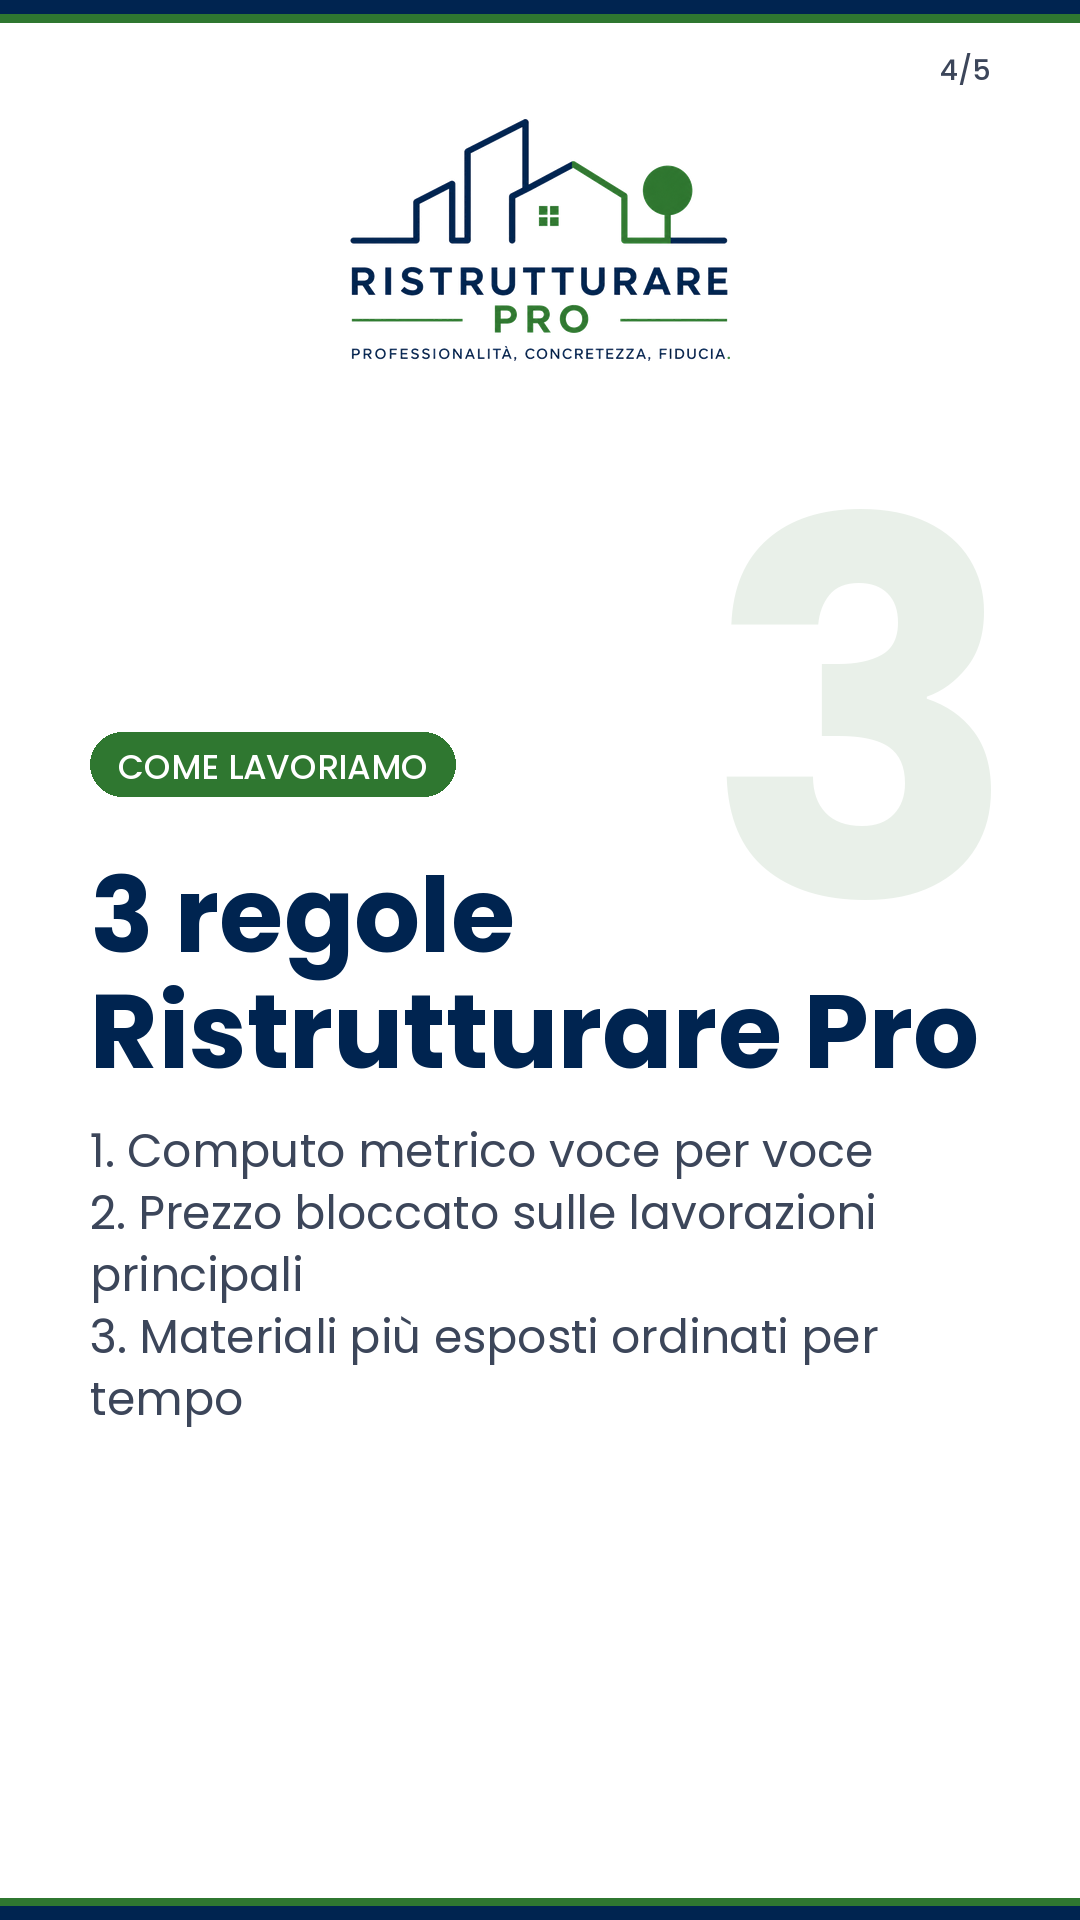 4/5
RISTRUTTURARE
PRO
PROFESSIONALITÀ, CONCRETEZZA, FIDUCIA.
3
COME LAVORIAMO
3 regole
Ristrutturare Pro
1. Computo metrico voce per voce
2. Prezzo bloccato sulle lavorazioni
principali
3. Materiali più esposti ordinati per
tempo